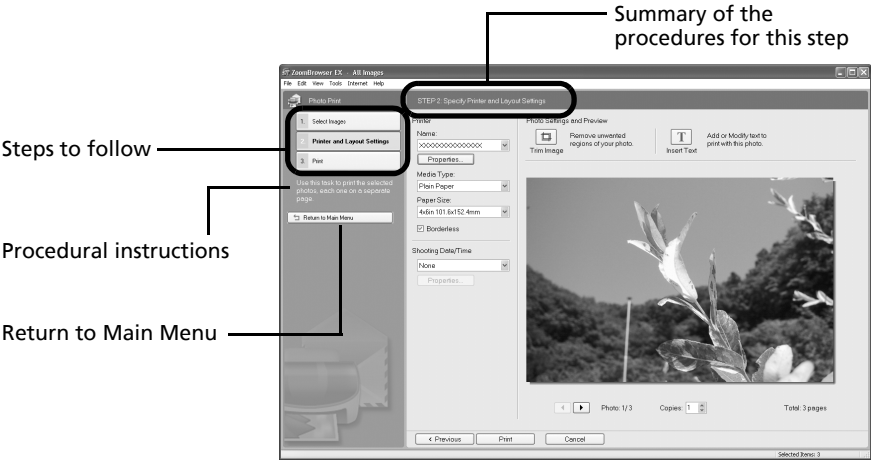 Summary of the
procedures for this step
Steps to follow
Procedural instructions
Return to Main Menu
ZoomBrowser EX - All Images
File Edit View Tools Internet Help
Photo Print
STEP 2: Specify Printer and Layout Settings
1. Select Images
2. Printer and Layout Settings
3. Print
Use this task to print the selected
photos, each one on a separate
page.
Return to Main Menu
Printer
Name:
XXXXXXXXXXXXXX
Properties...
Media Type:
Plain Paper
Paper Size:
4x6in 101.6x152.4mm
Borderless
Shooting Date/Time
None
Properties...
Photo Settings and Preview
Trim Image
Remove unwanted
regions of your photo.
T
Insert Text
Add or Modify text to
print with this photo.
Photo: 1/3
Copies: 1
Total: 3 pages
< Previous
Print
Cancel
Selected Items: 3